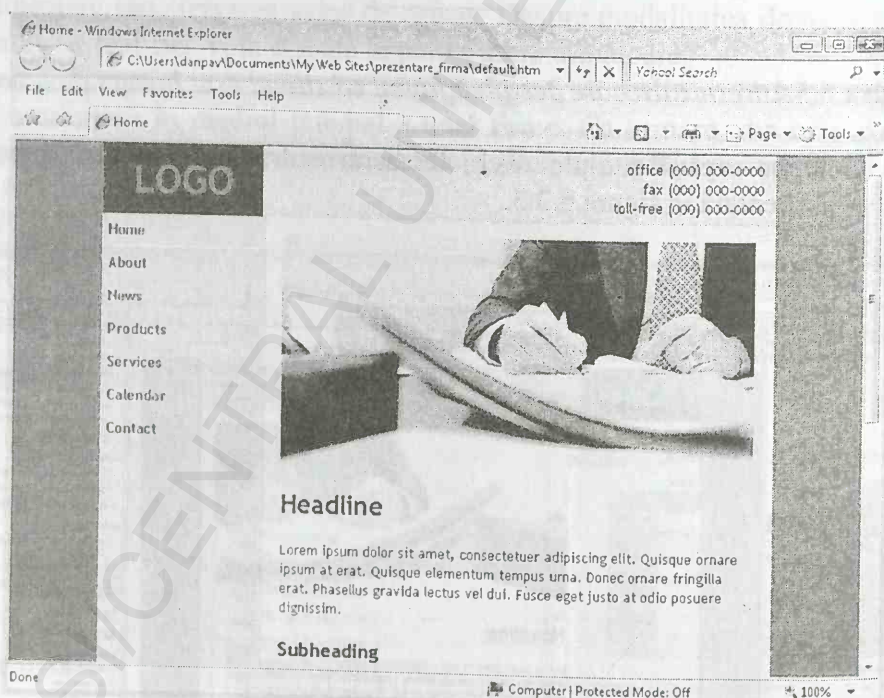 Home - Windows Internet Explorer
C:\Users\danpav\Documents\My Web Sites\prezentare_firma\default.htm
Yahoo! Search
File Edit View Favorites Tools Help
Home
Page Tools
LOGO
office (000) 000-0000
fax (000) 000-0000
toll-free (000) 000-0000
Home
About
News
Products
Services
Calendar
Contact
Headline
Lorem ipsum dolor sit amet, consectetuer adipiscing elit. Quisque ornare
ipsum at erat. Quisque elementum tempus urna. Donec ornare fringilla
erat. Phasellus gravida lectus vel dui. Fusce eget justo at odio posuere
dignissim.
Subheading
Done
Computer | Protected Mode: Off
100%
CENTRAL